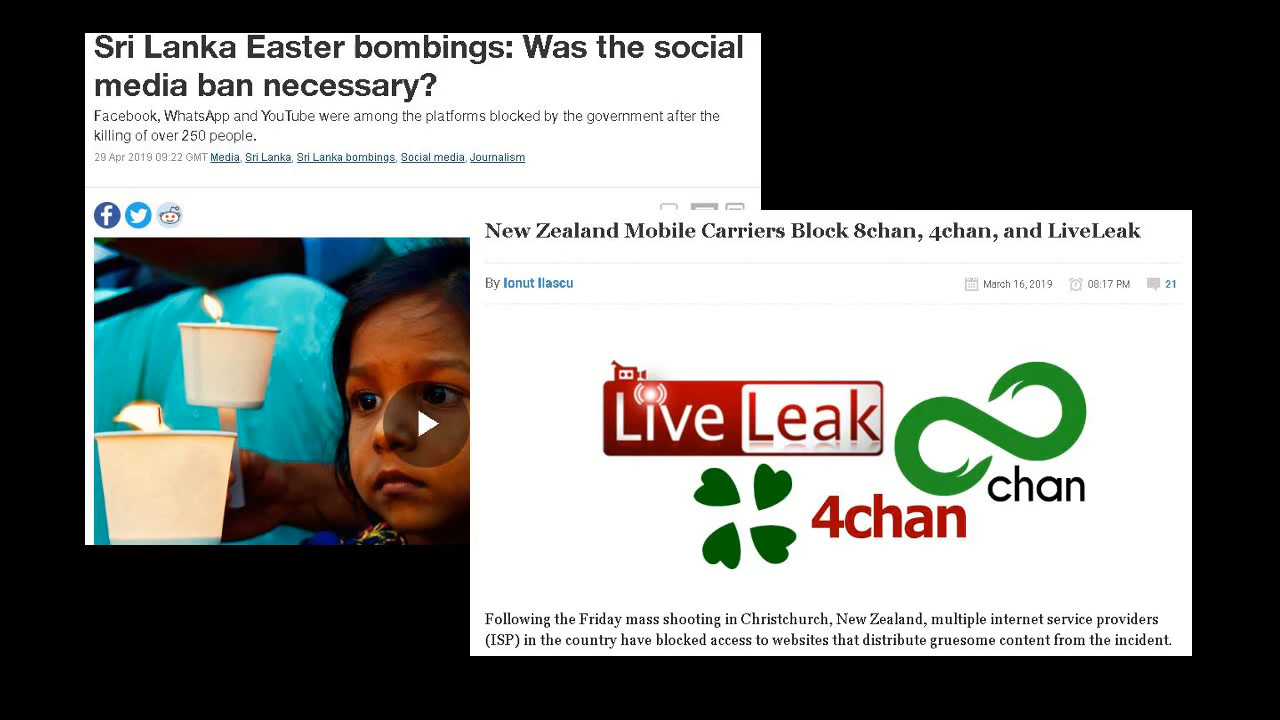 Sri Lanka Easter bombings: Was the social
media ban necessary?
Facebook, WhatsApp and YouTube were among the platforms blocked by the government after the
killing of over 250 people.
29 Apr 2019 09:22 GMT Media, Sri Lanka, Sri Lanka bombings, Social media, Journalism
New Zealand Mobile Carriers Block 8chan, 4chan, and LiveLeak
By Ionut Ilascu
March 16, 2019
08:17 PM
21
Live Leak
chan
4chan
Following the Friday mass shooting in Christchurch, New Zealand, multiple internet service providers
(ISP) in the country have blocked access to websites that distribute gruesome content from the incident.